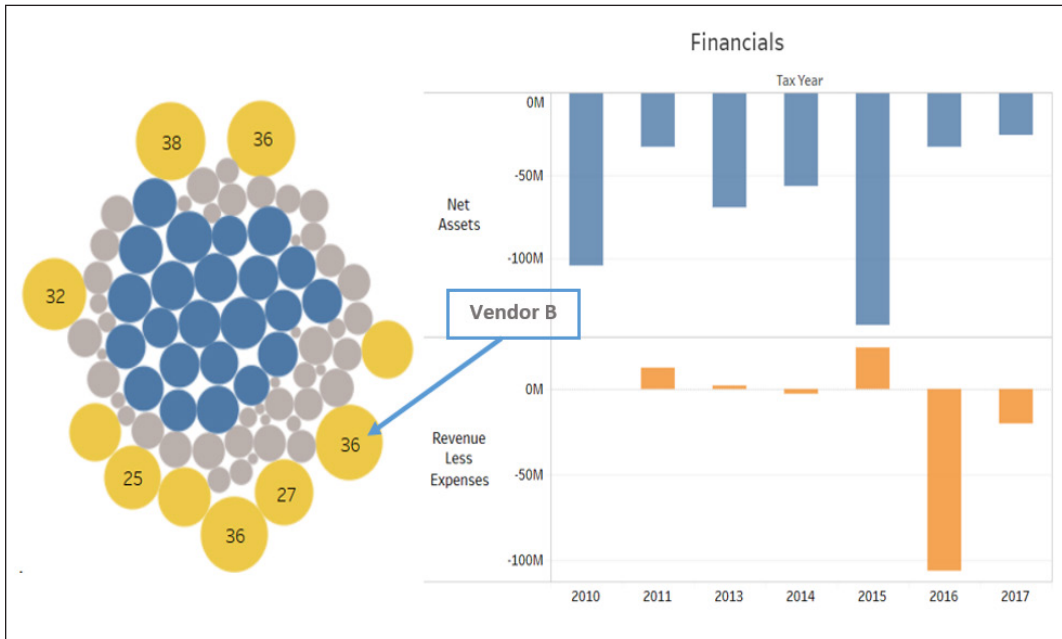 Financials
Tax Year
38
36
32
Vendor B
36
25
27
36
0M
-50M
-100M
Net
Assets
0M
-50M
-100M
Revenue
Less
Expenses
2010 2011 2013 2014 2015 2016 2017